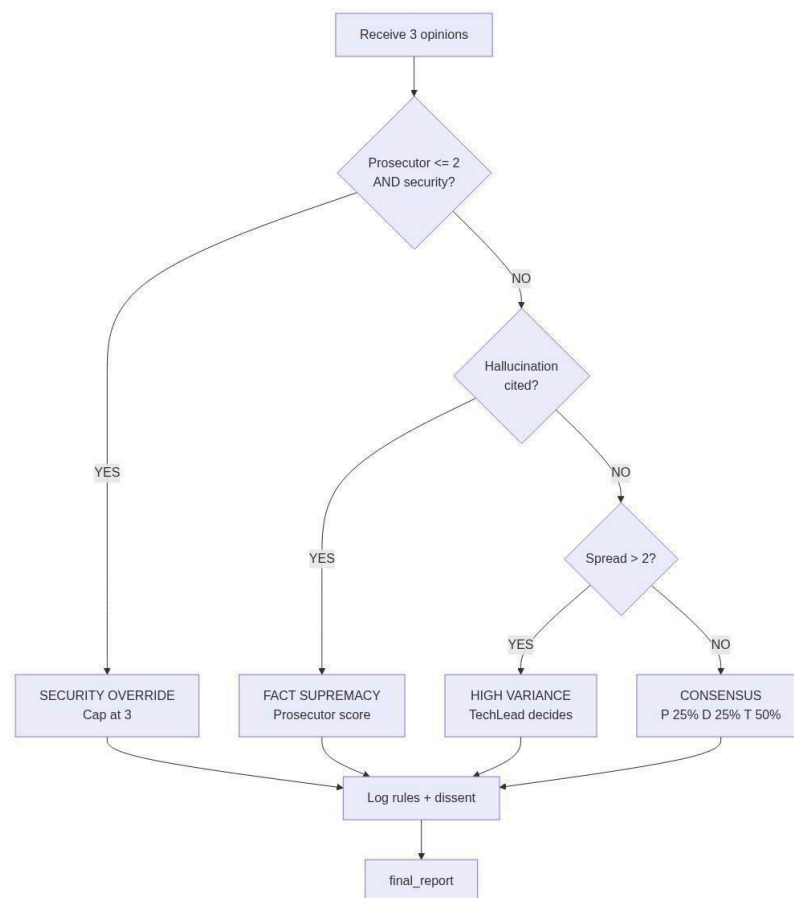 Receive 3 opinions
Prosecutor <= 2
AND security?
NO
Hallucination
cited?
YES
NO
YES
Spread > 2?
YES
NO
SECURITY OVERRIDE
Cap at 3
FACT SUPREMACY
Prosecutor score
HIGH VARIANCE
TechLead decides
CONSENSUS
P 25% D 25% T 50%
Log rules + dissent
final_report